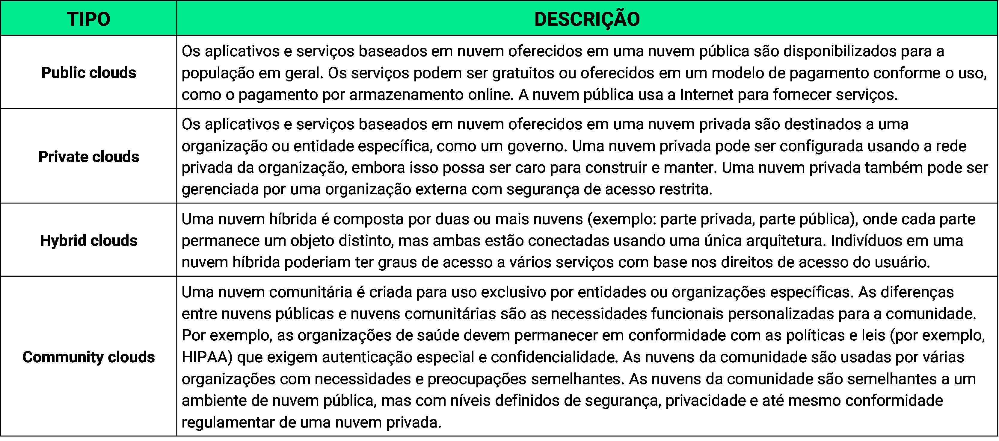 TIPO
DESCRIÇÃO
Public clouds
Os aplicativos e serviços baseados em nuvem oferecidos em uma nuvem pública são disponibilizados para a
população em geral. Os serviços podem ser gratuitos ou oferecidos em um modelo de pagamento conforme o uso,
como o pagamento por armazenamento online. A nuvem pública usa a Internet para fornecer serviços.
Private clouds
Os aplicativos e serviços baseados em nuvem oferecidos em uma nuvem privada são destinados a uma
organização ou entidade específica, como um governo. Uma nuvem privada pode ser configurada usando a rede
privada da organização, embora isso possa ser caro para construir e manter. Uma nuvem privada também pode ser
gerenciada por uma organização externa com segurança de acesso restrita.
Hybrid clouds
Uma nuvem híbrida é composta por duas ou mais nuvens (exemplo: parte privada, parte pública), onde cada parte
permanece um objeto distinto, mas ambas estão conectadas usando uma única arquitetura. Indivíduos em uma
nuvem híbrida poderiam ter graus de acesso a vários serviços com base nos direitos de acesso do usuário.
Community clouds
Uma nuvem comunitária é criada para uso exclusivo por entidades ou organizações específicas. As diferenças
entre nuvens públicas e nuvens comunitárias são as necessidades funcionais personalizadas para a comunidade.
Por exemplo, as organizações de saúde devem permanecer em conformidade com as políticas e leis (por exemplo,
HIPAA) que exigem autenticação especial e confidencialidade. As nuvens da comunidade são usadas por várias
organizações com necessidades e preocupações semelhantes. As nuvens da comunidade são semelhantes a um
ambiente de nuvem pública, mas com níveis definidos de segurança, privacidade e até mesmo conformidade
regulamentar de uma nuvem privada.